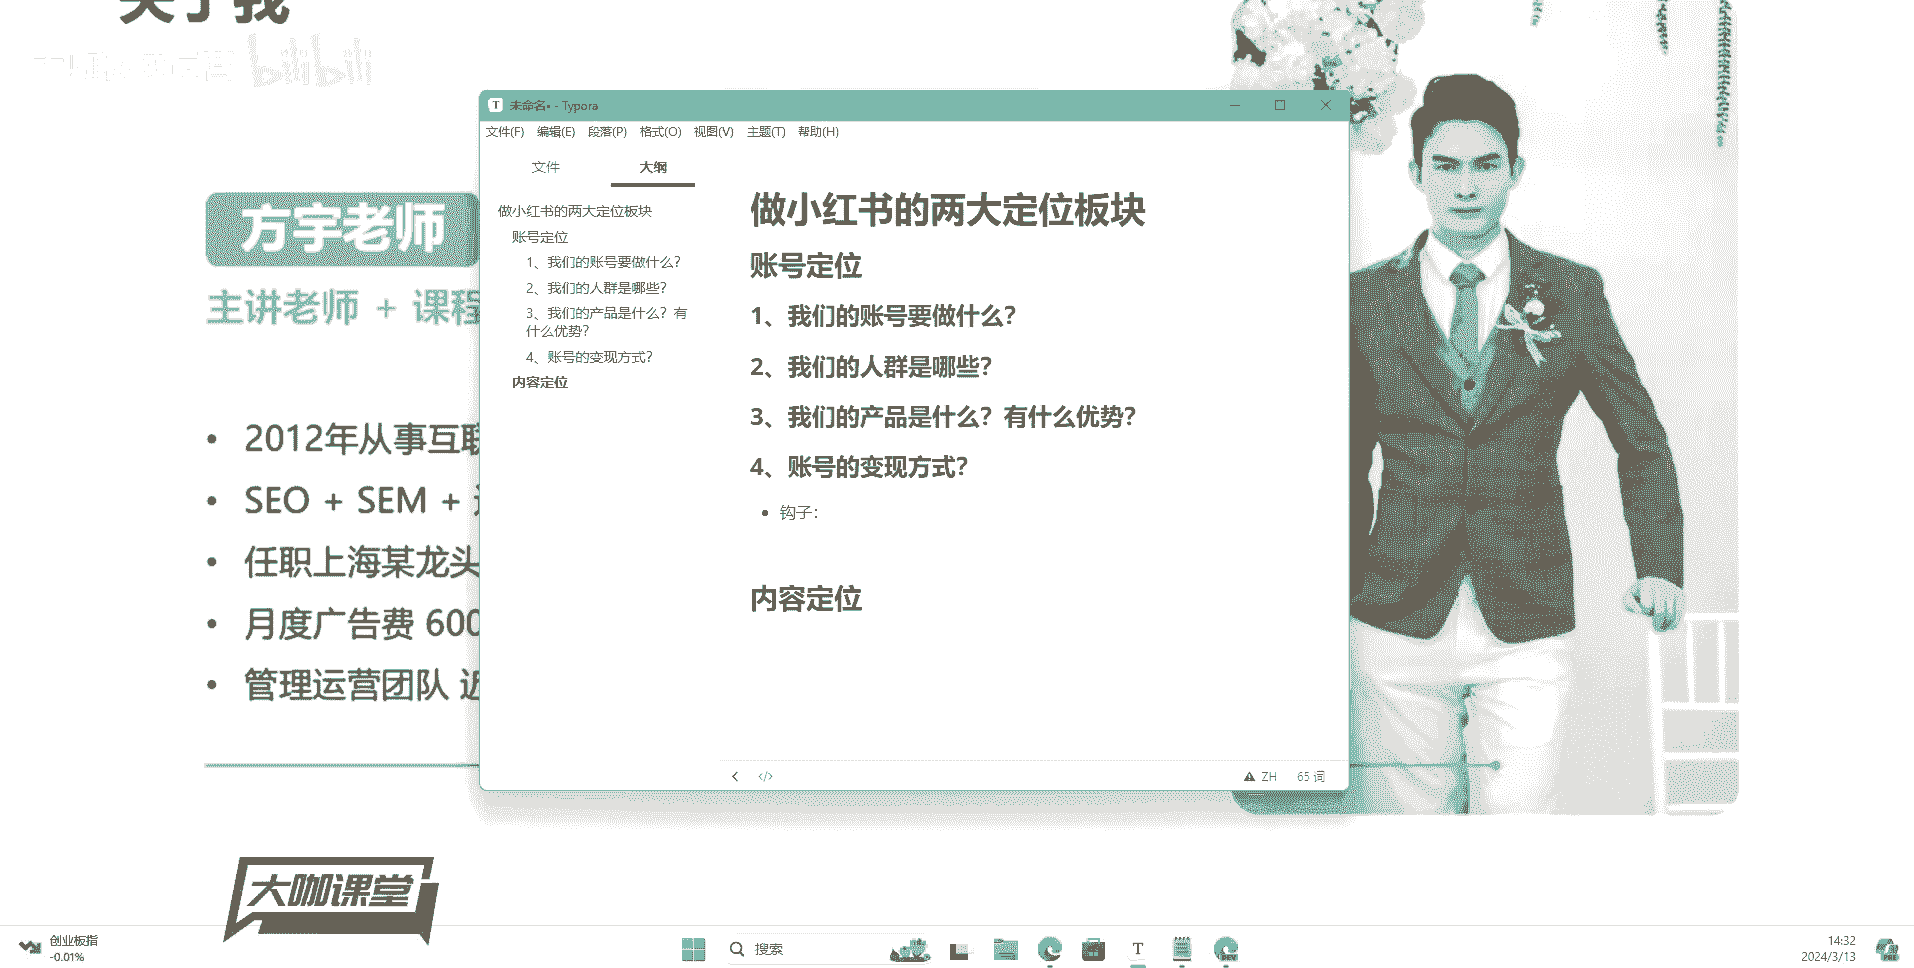 关于我
bilibili
方宇老师
主讲老师 + 课程
2012年从事互联
SEO + SEM +
任职上海某龙头
月度广告费 600
管理运营团队 近
大咖课堂
未命名• - Typora
文件(F) 编辑(E) 段落(P) 格式(O) 视图(V) 主题(T) 帮助(H)
文件 大纲
做小红书的两大定位板块
账号定位
1、我们的账号要做什么?
2、我们的人群是哪些?
3、我们的产品是什么? 有
什么优势?
4、账号的变现方式?
内容定位
做小红书的两大定位板块
账号定位
1、我们的账号要做什么?
2、我们的人群是哪些?
3、我们的产品是什么? 有什么优势?
4、账号的变现方式?
钩子:
内容定位
ZH 65 词
创业板指
-0.01%
搜索
14:32
2024/3/13